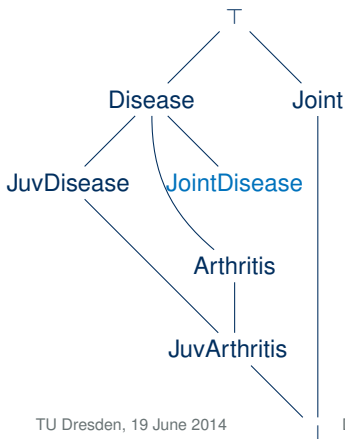 ⊤
Disease Joint
JuvDisease JointDisease
Arthritis
JuvArthritis
TU Dresden, 19 June 2014